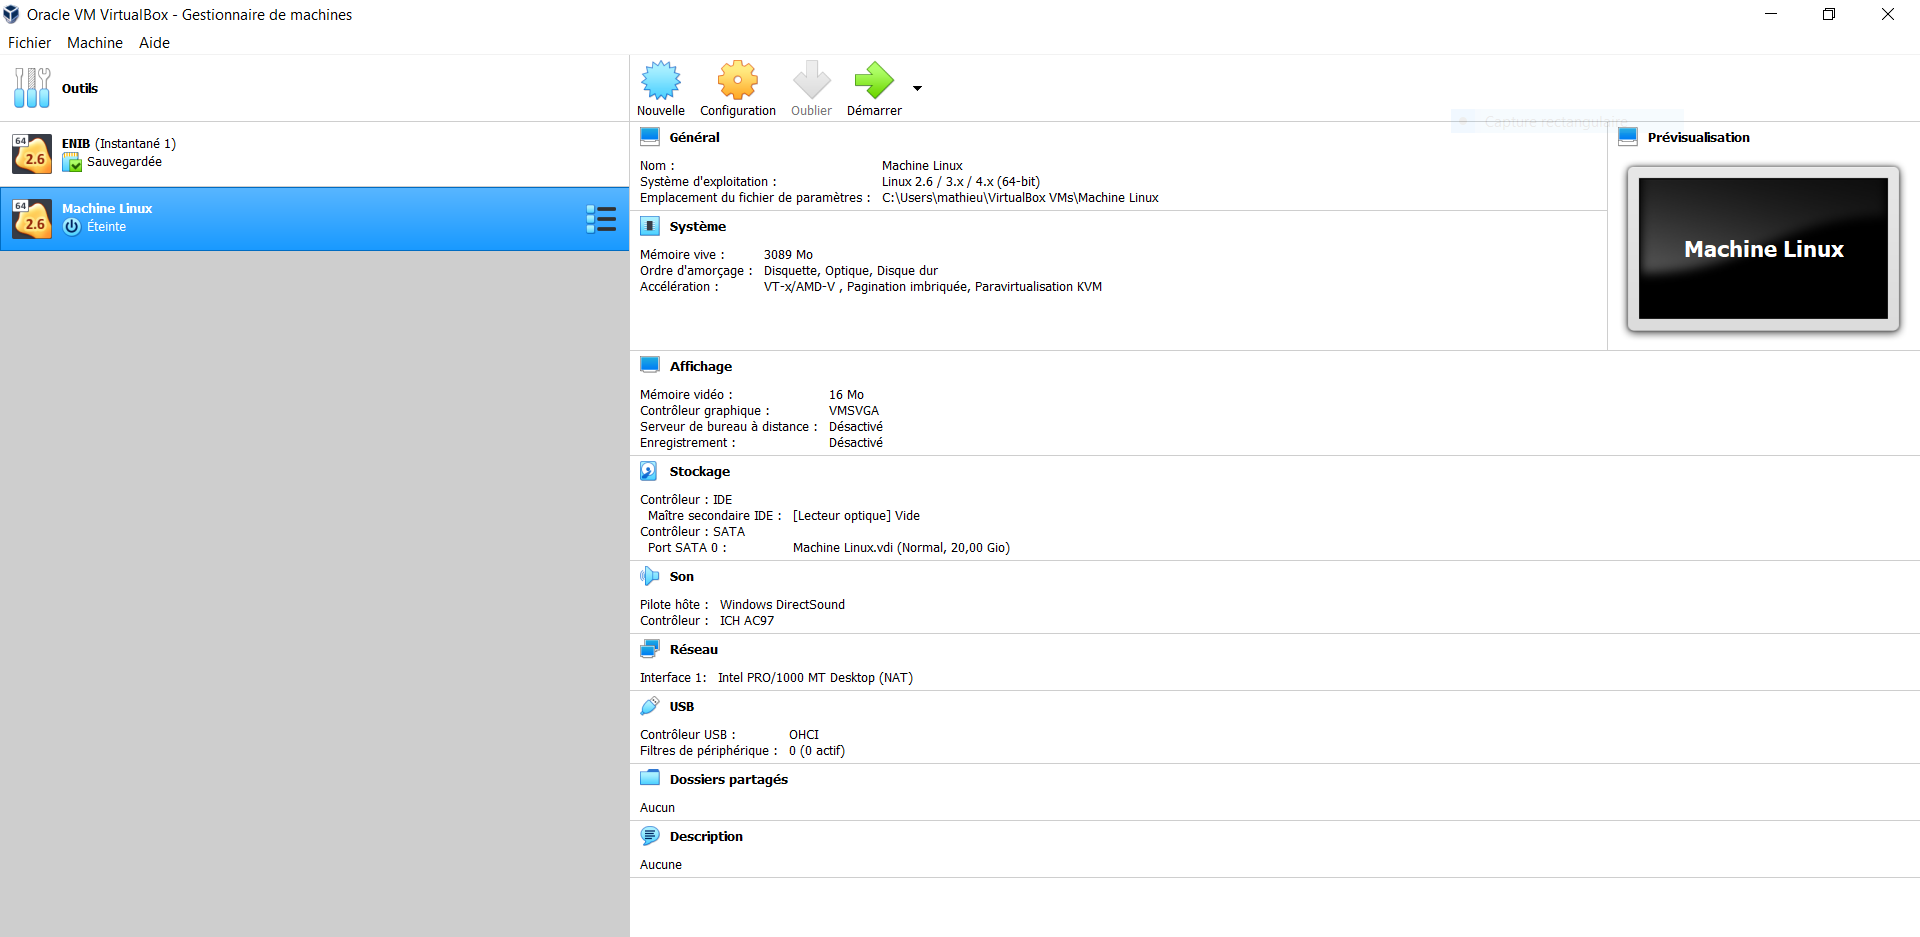 Oracle VM VirtualBox - Gestionnaire de machines
Fichier Machine Aide
Outils
Nouvelle Configuration Oublier Démarrer
Capture rectangulaire
64 2.6 ENIB (Instantané 1)
Sauvegardée
64 2.6 Machine Linux
Éteinte
Général
Nom : Machine Linux
Système d'exploitation : Linux 2.6 / 3.x / 4.x (64-bit)
Emplacement du fichier de paramètres : C:\Users\mathieu\VirtualBox VMs\Machine Linux
Prévisualisation
Machine Linux
Système
Mémoire vive : 3089 Mo
Ordre d'amorçage : Disquette, Optique, Disque dur
Accélération : VT-x/AMD-V , Pagination imbriquée, Paravirtualisation KVM
Affichage
Mémoire vidéo : 16 Mo
Contrôleur graphique : VMSVGA
Serveur de bureau à distance : Désactivé
Enregistrement : Désactivé
Stockage
Contrôleur : IDE
Maître secondaire IDE : [Lecteur optique] Vide
Contrôleur : SATA
Port SATA 0 : Machine Linux.vdi (Normal, 20,00 Gio)
Son
Pilote hôte : Windows DirectSound
Contrôleur : ICH AC97
Réseau
Interface 1: Intel PRO/1000 MT Desktop (NAT)
USB
Contrôleur USB : OHCI
Filtres de périphérique : 0 (0 actif)
Dossiers partagés
Aucun
Description
Aucune